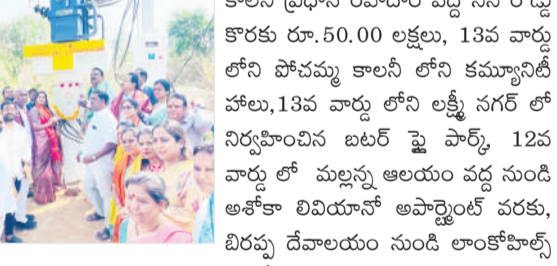 కాలనీ ప్రధాన రహదారి వద్ద సిసి రోడ్డు
కొరకు రూ.50.00 లక్షలు, 13వ వార్డు
లోని పోచమ్మ కాలనీ లోని కమ్యూనిటీ
హాలు,13వ వార్డు లోని లక్ష్మీ నగర్ లో
నిర్వహించిన బటర్ ఫ్లై పార్క్, 12వ
వార్డు లో మల్లన్న ఆలయం వద్ద నుండి
అశోకా లివియానో అపార్ట్మెంట్ వరకు,
బిరప్ప దేవాలయం నుండి లాంకోహిల్స్